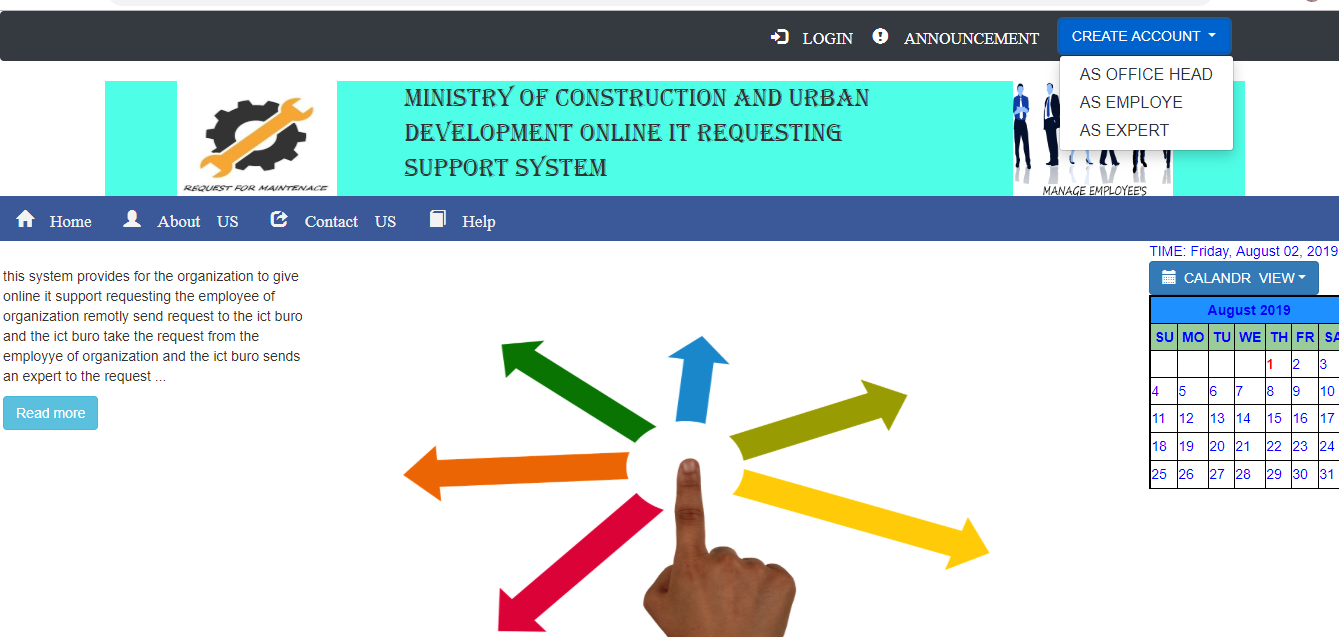 LOGIN ANNOUNCEMENT CREATE ACCOUNT
AS OFFICE HEAD
AS EMPLOYE
AS EXPERT
REQUEST FOR MAINTENACE
MINISTRY OF CONSTRUCTION AND URBAN
DEVELOPMENT ONLINE IT REQUESTING
SUPPORT SYSTEM
MANAGE EMPLOYEE'S
Home About US Contact US Help
this system provides for the organization to give
online it support requesting the employee of
organization remotly send request to the ict buro
and the ict buro take the request from the
employye of organization and the ict buro sends
an expert to the request ...
Read more
TIME: Friday, August 02, 2019
CALANDR VIEW
August 2019
SU MO TU WE TH FR SA
1 2 3
4 5 6 7 8 9 10
11 12 13 14 15 16 17
18 19 20 21 22 23 24
25 26 27 28 29 30 31